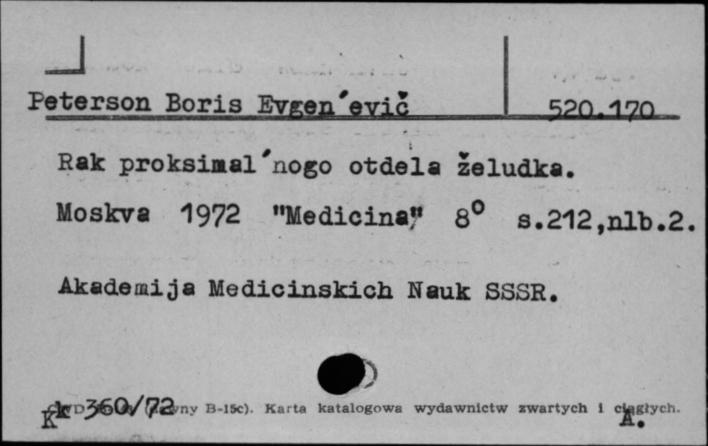 Peterson Boris Evgen´evič 520.170
Rak proksimal´nogo otdela želudka.
Moskva 1972 "Medicina" 8° s.212,nlb.2.
Akademija Medicinskich Nauk SSSR.
Kk 360/72 B-15c). Karta katalogowa wydawnictw zwartych i ciągłych.
A.